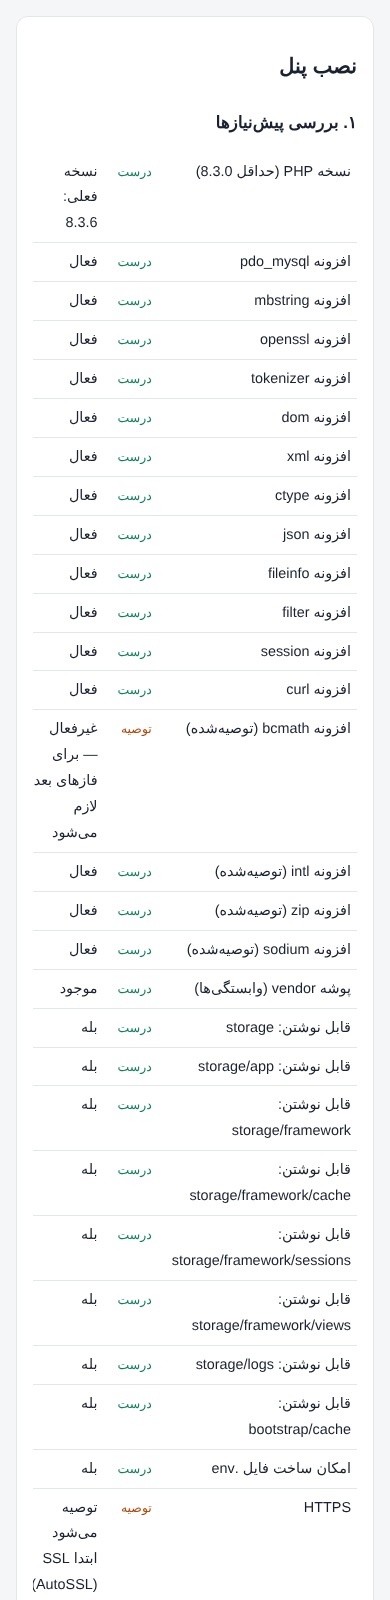 نصب پنل
۱. بررسی پیش‌نیازها
نسخه PHP (حداقل 8.3.0) درست نسخه
فعلی:
8.3.6
افزونه pdo_mysql درست فعال
افزونه mbstring درست فعال
افزونه openssl درست فعال
افزونه tokenizer درست فعال
افزونه dom درست فعال
افزونه xml درست فعال
افزونه ctype درست فعال
افزونه json درست فعال
افزونه fileinfo درست فعال
افزونه filter درست فعال
افزونه session درست فعال
افزونه curl درست فعال
افزونه bcmath (توصیه‌شده) توصیه غیرفعال
— برای
فازهای بعد
لازم
می‌شود
افزونه intl (توصیه‌شده) درست فعال
افزونه zip (توصیه‌شده) درست فعال
افزونه sodium (توصیه‌شده) درست فعال
پوشه vendor (وابستگی‌ها) درست موجود
قابل نوشتن: storage درست بله
قابل نوشتن: storage/app درست بله
قابل نوشتن: درست بله
storage/framework
قابل نوشتن: درست بله
storage/framework/cache
قابل نوشتن: درست بله
storage/framework/sessions
قابل نوشتن: درست بله
storage/framework/views
قابل نوشتن: storage/logs درست بله
قابل نوشتن: درست بله
bootstrap/cache
امکان ساخت فایل .env درست بله
HTTPS توصیه توصیه
می‌شود
ابتدا SSL
(AutoSSL)